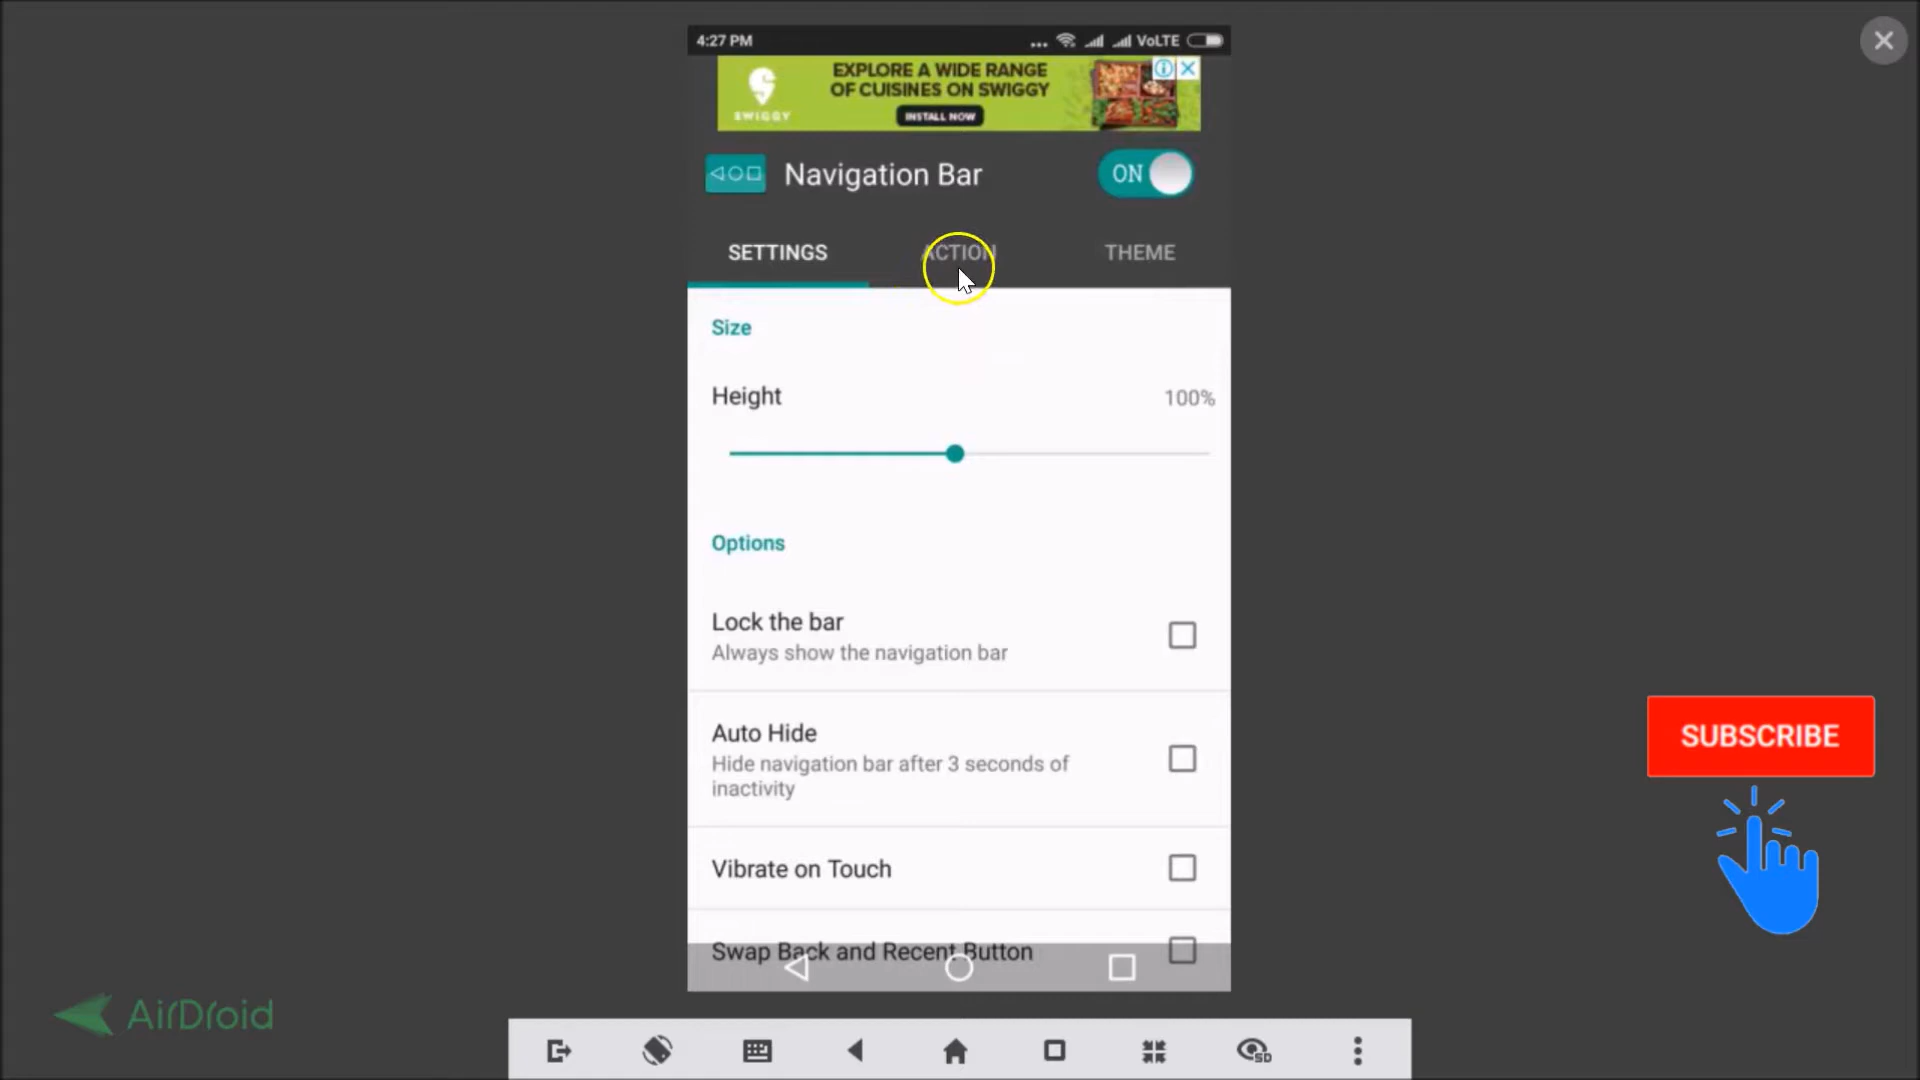 4:27 PM
VoLTE
EXPLORE A WIDE RANGE
OF CUISINES ON SWIGGY
SWIGGY
INSTALL NOW
Navigation Bar
ON
SETTINGS
ACTION
THEME
Size
Height
100%
Options
Lock the bar
Always show the navigation bar
Auto Hide
Hide navigation bar after 3 seconds of
inactivity
Vibrate on Touch
Swap Back and Recent Button
SUBSCRIBE
AirDroid
SD